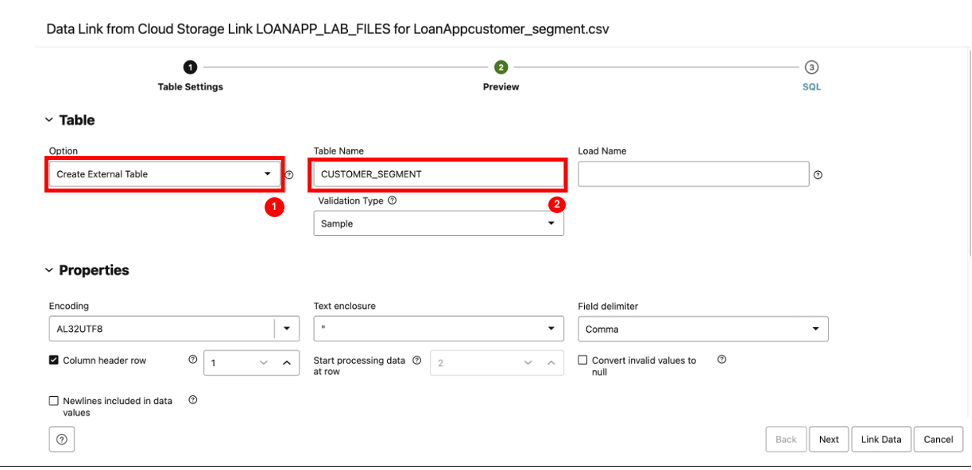 Data Link from Cloud Storage Link LOANAPP_LAB_FILES for LoanAppcustomer_segment.csv
1 2 3
Table Settings Preview SQL
Table
Option Table Name Load Name
Create External Table CUSTOMER_SEGMENT
1 2
Validation Type
Sample
Properties
Encoding Text enclosure Field delimiter
AL32UTF8 " Comma
Column header row 1 Start processing data 2 Convert invalid values to
at row null
Newlines included in data
values
Back Next Link Data Cancel